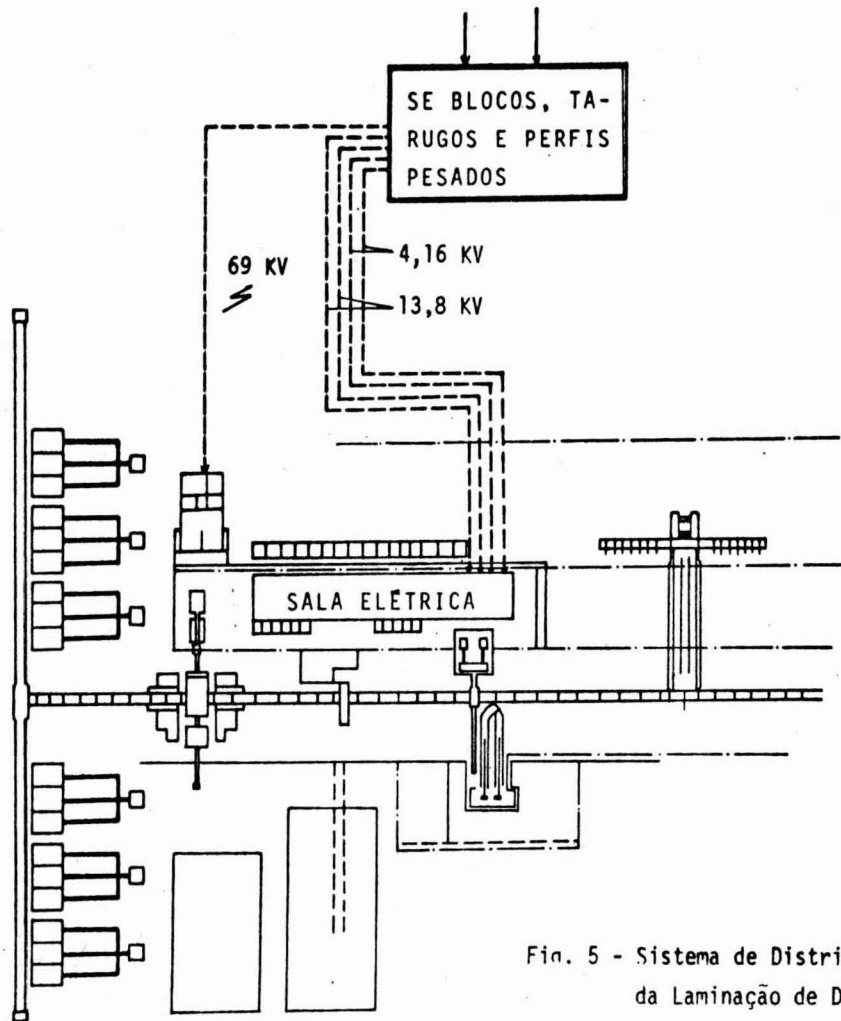 SE BLOCOS, TA-
RUGOS E PERFIS
PESADOS
4,16 KV
69 KV
13,8 KV
SALA ELÉTRICA
Fig. 5 - Sistema de Distri
da Laminação de D